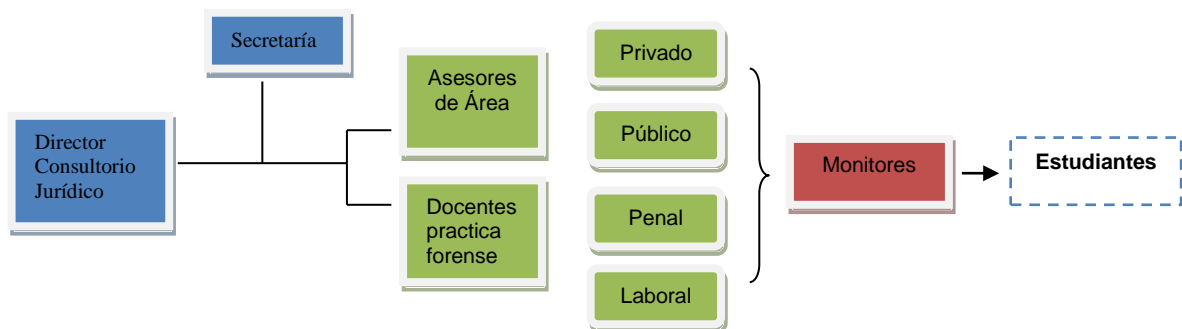 Secretaría
Director
Consultorio
Jurídico
Asesores
de Área
Docentes
practica
forense
Privado
Público
Penal
Laboral
Monitores
Estudiantes